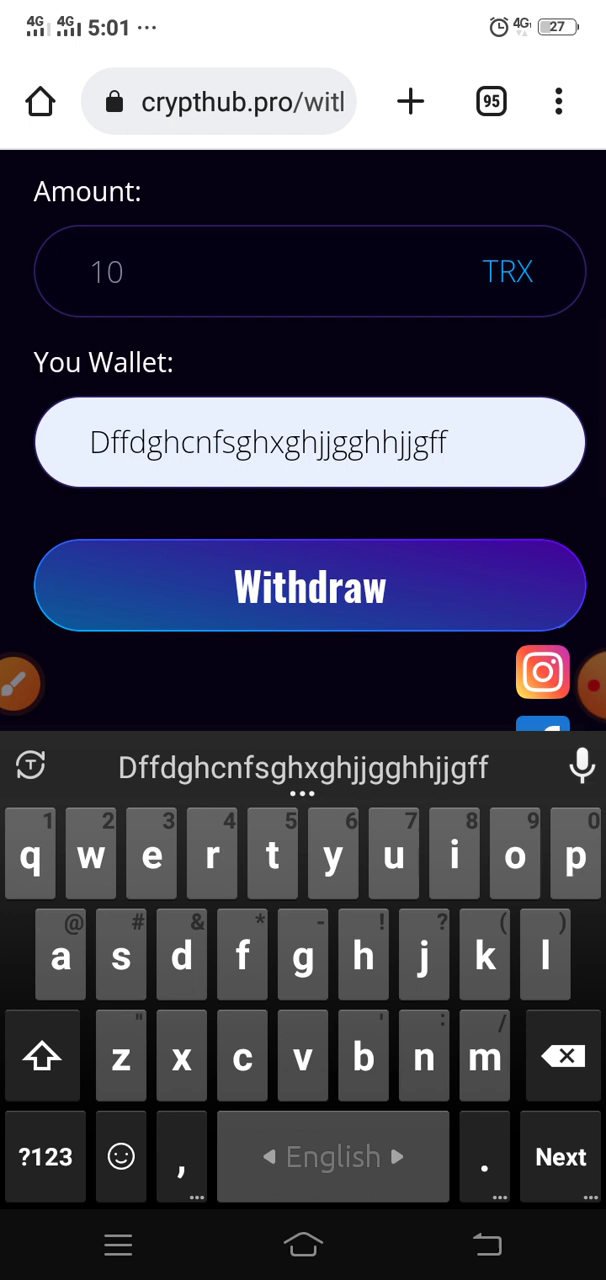 4G 4G 5:01 ... 4G 27
crypthub.pro/witl
95
Amount:
10 TRX
You Wallet:
Dffdghcnfsghxghjjgghhjjgff
Withdraw
T Dffdghcnfsghxghjjgghhjjgff
1 2 3 4 5 6 7 8 9 0
q w e r t y u i o p
@ # & * - ! ? ( )
a s d f g h j k l
" ' : /
z x c v b n m
?123 , English . Next